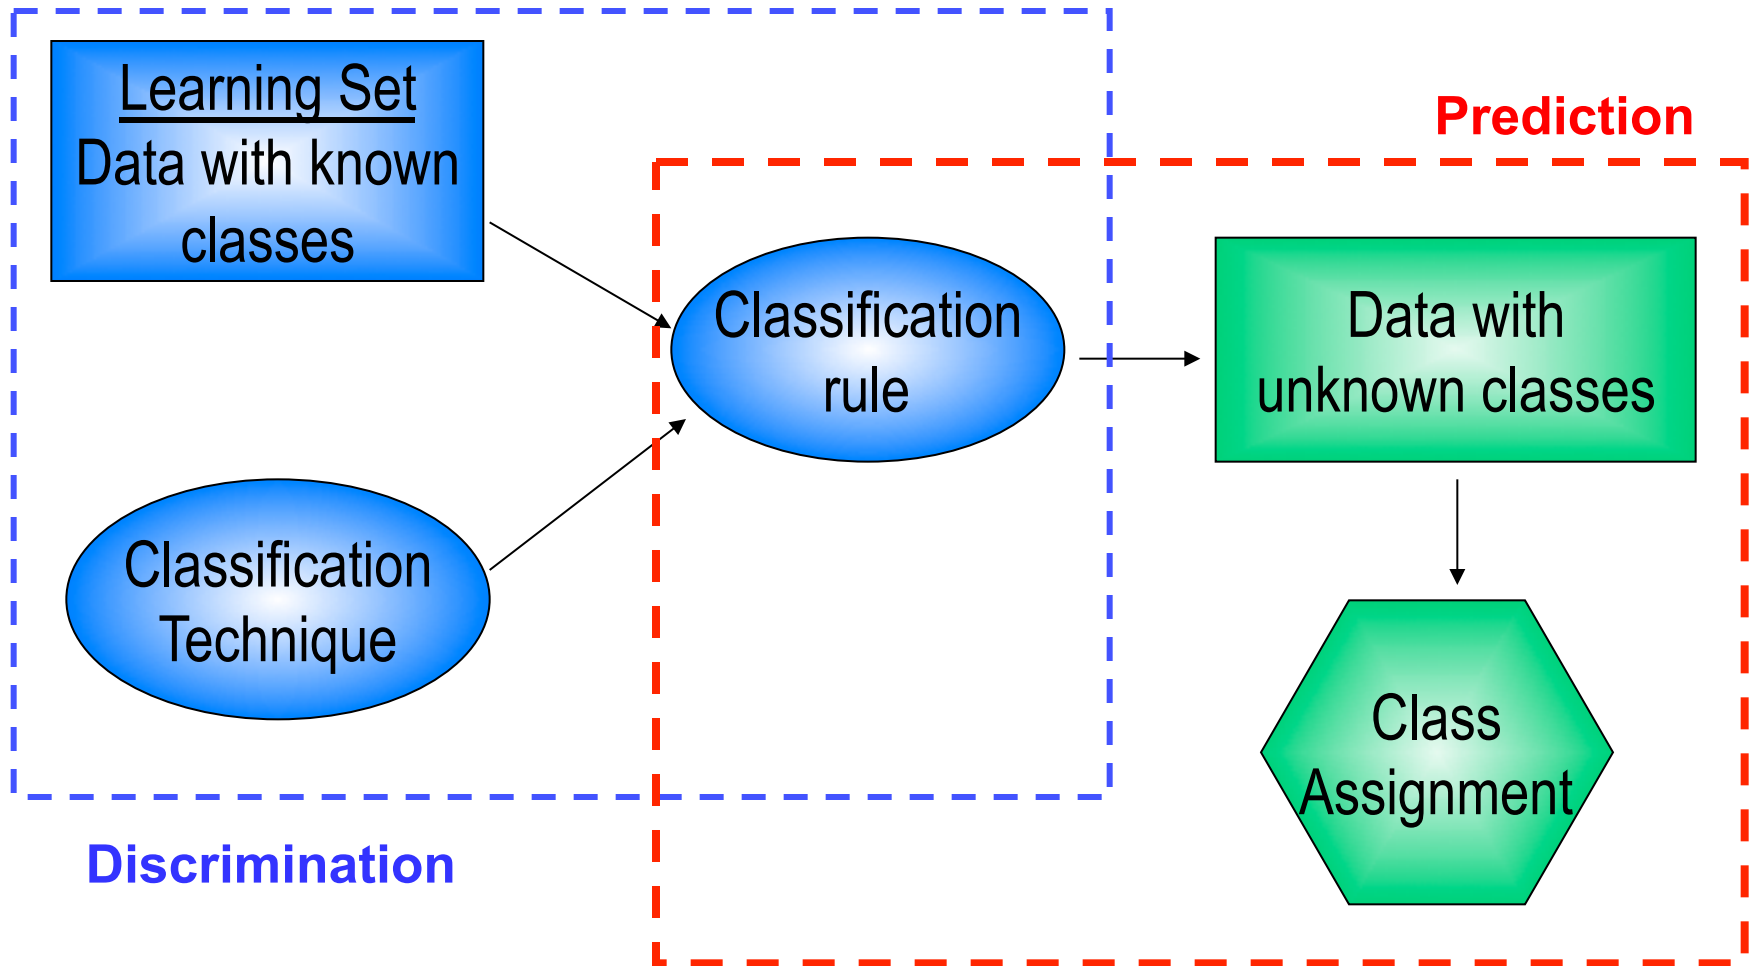 Learning Set
Data with known
classes
Prediction
Classification
rule
Data with
unknown classes
Classification
Technique
Class
Assignment
Discrimination